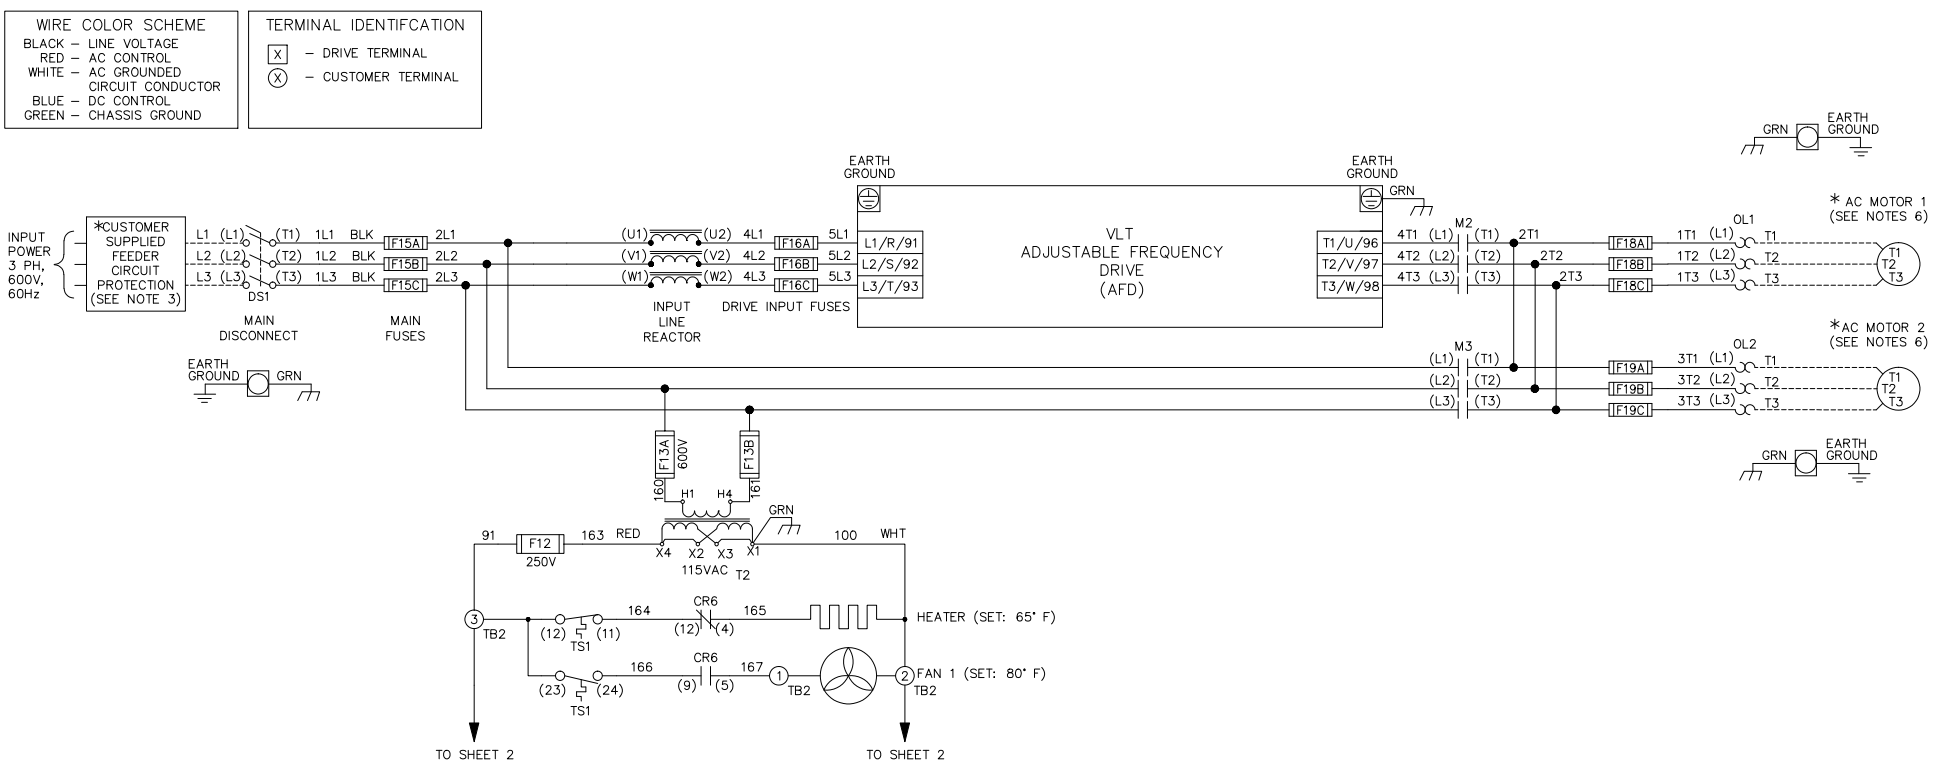 WIRE COLOR SCHEME
BLACK – LINE VOLTAGE
RED – AC CONTROL
WHITE – AC GROUNDED
CIRCUIT CONDUCTOR
BLUE – DC CONTROL
GREEN – CHASSIS GROUND
TERMINAL IDENTIFCATION
X – DRIVE TERMINAL
X – CUSTOMER TERMINAL
GRN
EARTH
GROUND
EARTH
GROUND
EARTH
GROUND
GRN
INPUT
POWER
3 PH,
600V,
60Hz
*CUSTOMER
SUPPLIED
FEEDER
CIRCUIT
PROTECTION
(SEE NOTE 3)
L1 (L1) (T1) 1L1 BLK F15A 2L1
L2 (L2) (T2) 1L2 BLK F15B 2L2
L3 (L3) (T3) 1L3 BLK F15C 2L3
DS1
MAIN
DISCONNECT
MAIN
FUSES
(U1) (U2) 4L1 F16A 5L1 L1/R/91
(V1) (V2) 4L2 F16B 5L2 L2/S/92
(W1) (W2) 4L3 F16C 5L3 L3/T/93
INPUT
LINE
REACTOR
DRIVE INPUT FUSES
VLT
ADJUSTABLE FREQUENCY
DRIVE
(AFD)
M2
T1/U/96 4T1 (L1) (T1) 2T1 F18A 1T1 (L1) T1
T2/V/97 4T2 (L2) (T2) 2T2 F18B 1T2 (L2) T2
T3/W/98 4T3 (L3) (T3) 2T3 F18C 1T3 (L3) T3
OL1
* AC MOTOR 1
(SEE NOTES 6)
T1
T2
T3
EARTH
GROUND
GRN
M3
(L1) (T1) F19A 3T1 (L1) T1
(L2) (T2) F19B 3T2 (L2) T2
(L3) (T3) F19C 3T3 (L3) T3
OL2
* AC MOTOR 2
(SEE NOTES 6)
T1
T2
T3
GRN
EARTH
GROUND
F13A
600V
F13B
160
161
H1 H4
GRN
91 F12 163 RED
250V
X4 X2 X3 X1
100 WHT
115VAC T2
3 TB2
(12) (11) 164 CR6 165
TS1
(12) (4)
HEATER (SET: 65° F)
(23) (24) 166 CR6 167 1
TS1
(9) (5)
TB2
2 FAN 1 (SET: 80° F)
TB2
TO SHEET 2
TO SHEET 2